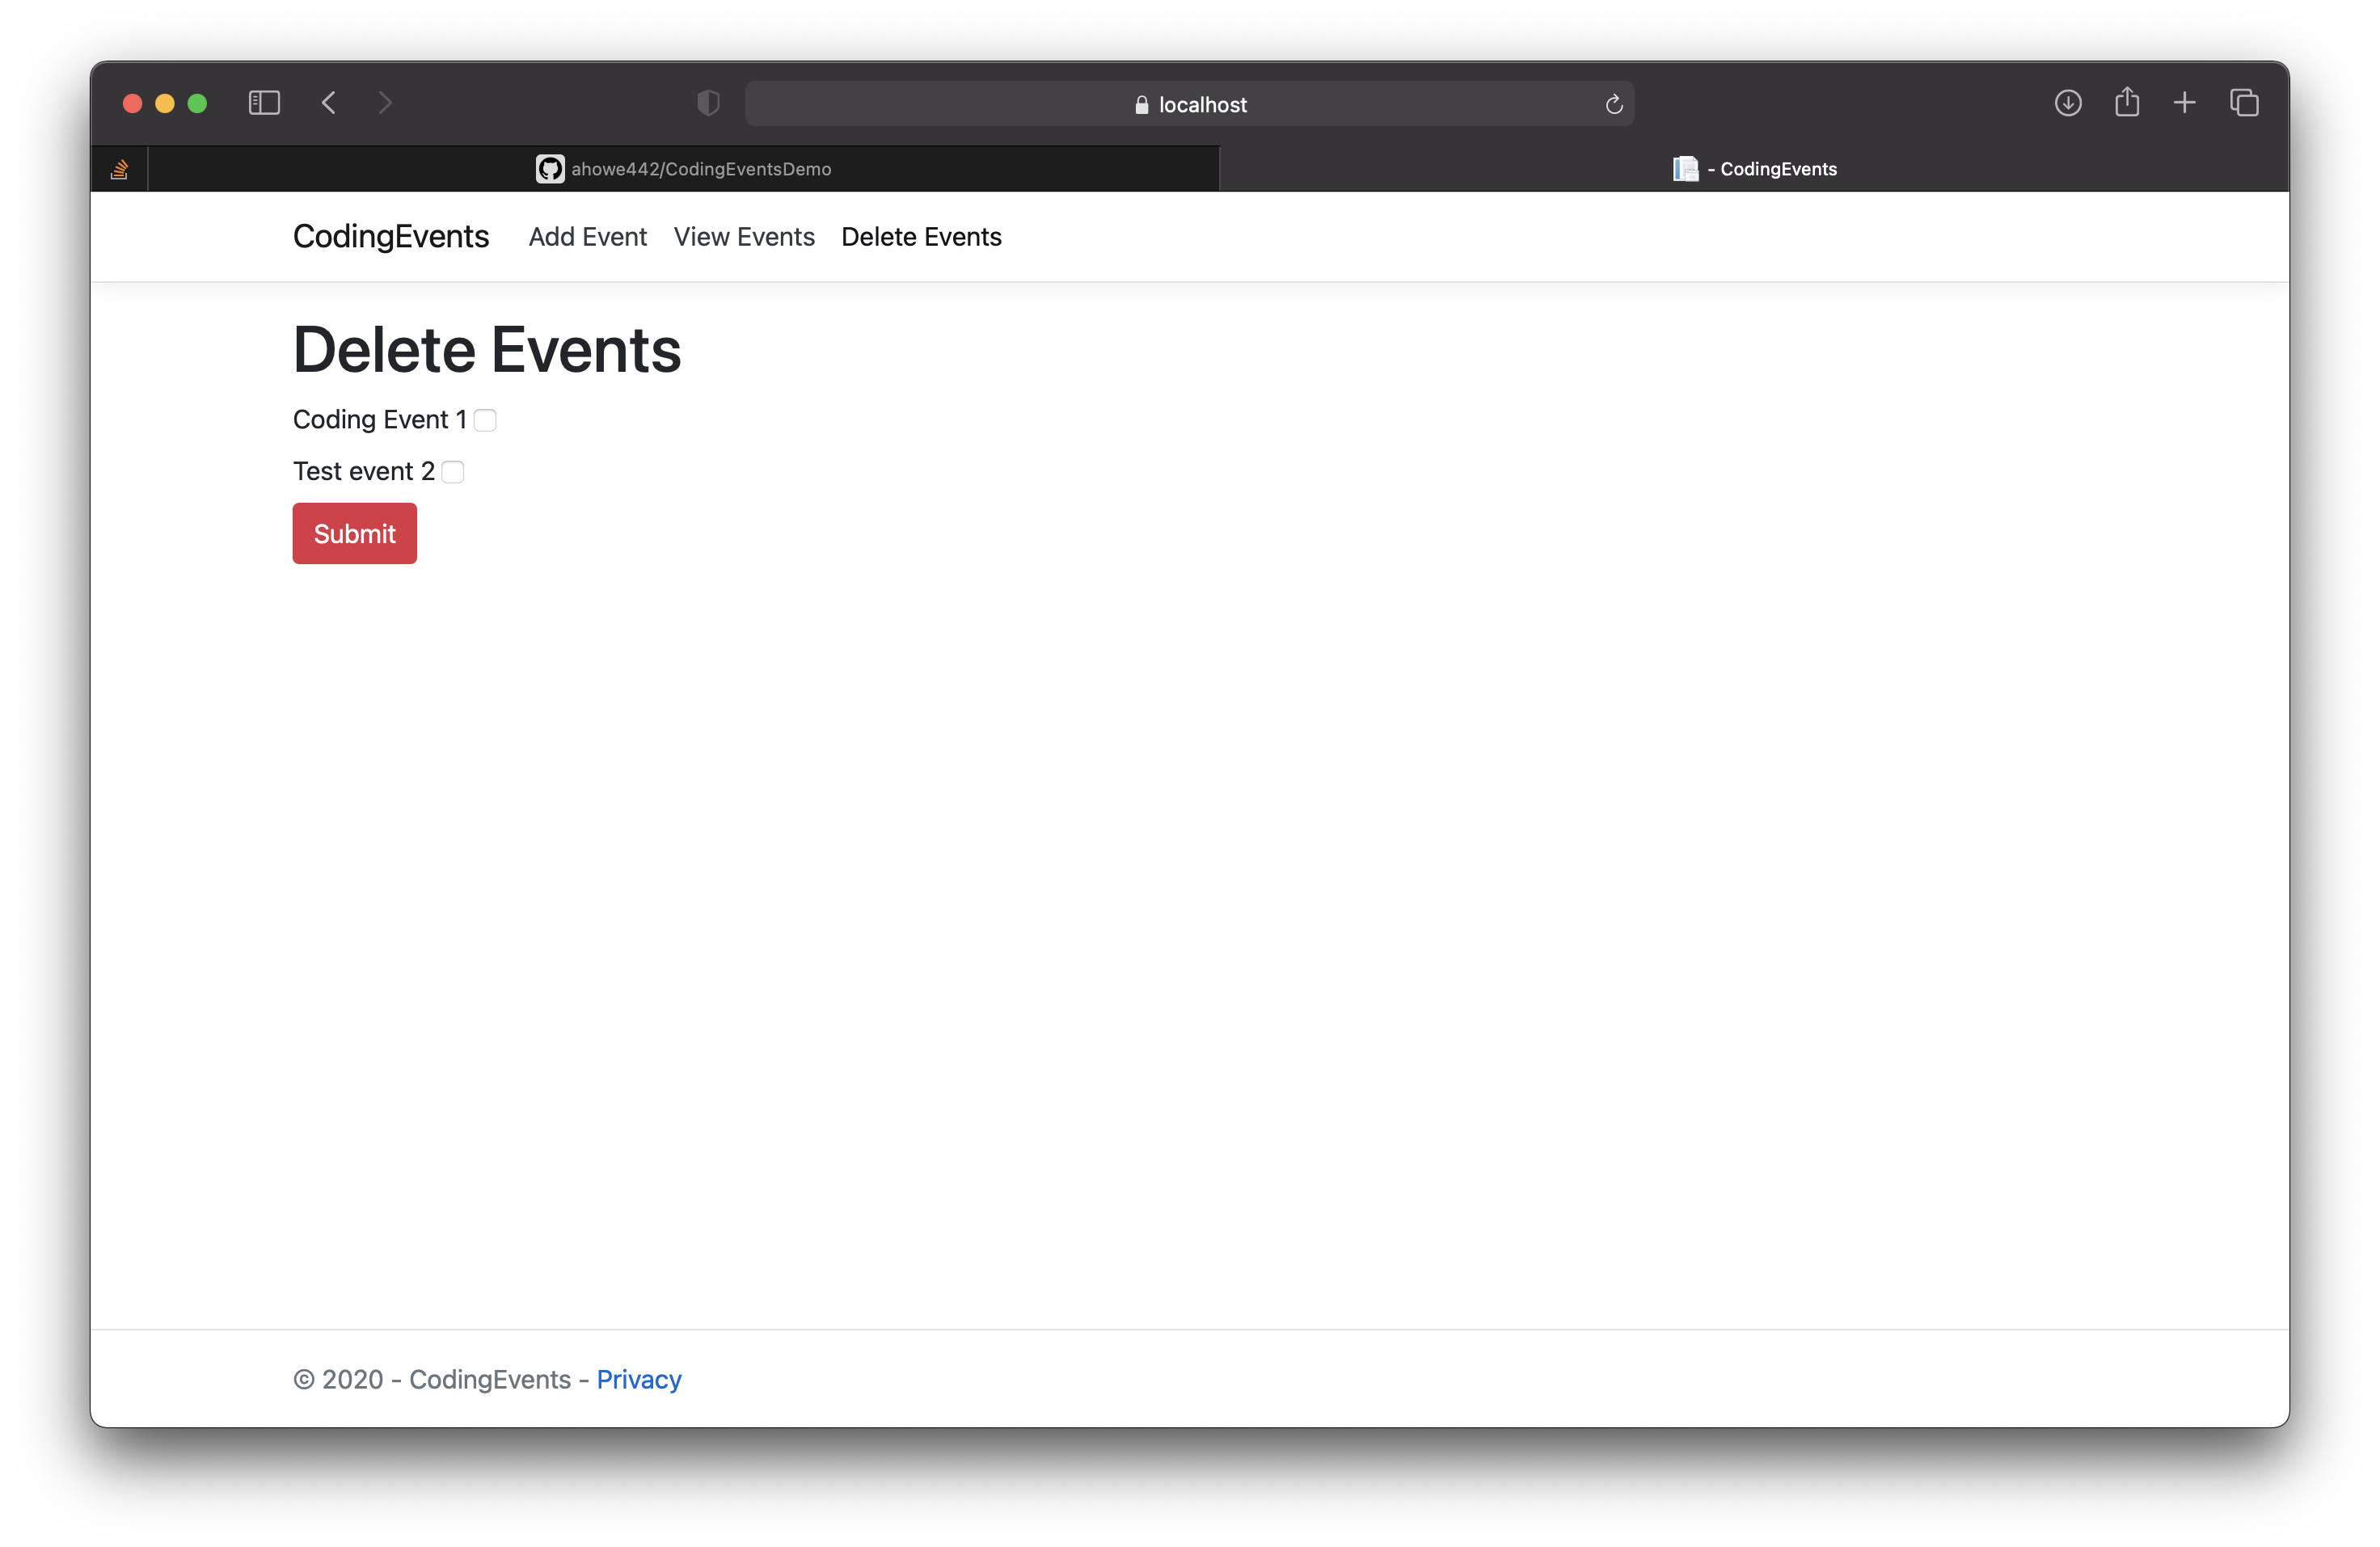 localhost
ahowe442/CodingEventsDemo
- CodingEvents
CodingEvents Add Event View Events Delete Events
Delete Events
Coding Event 1
Test event 2
Submit
© 2020 - CodingEvents - Privacy